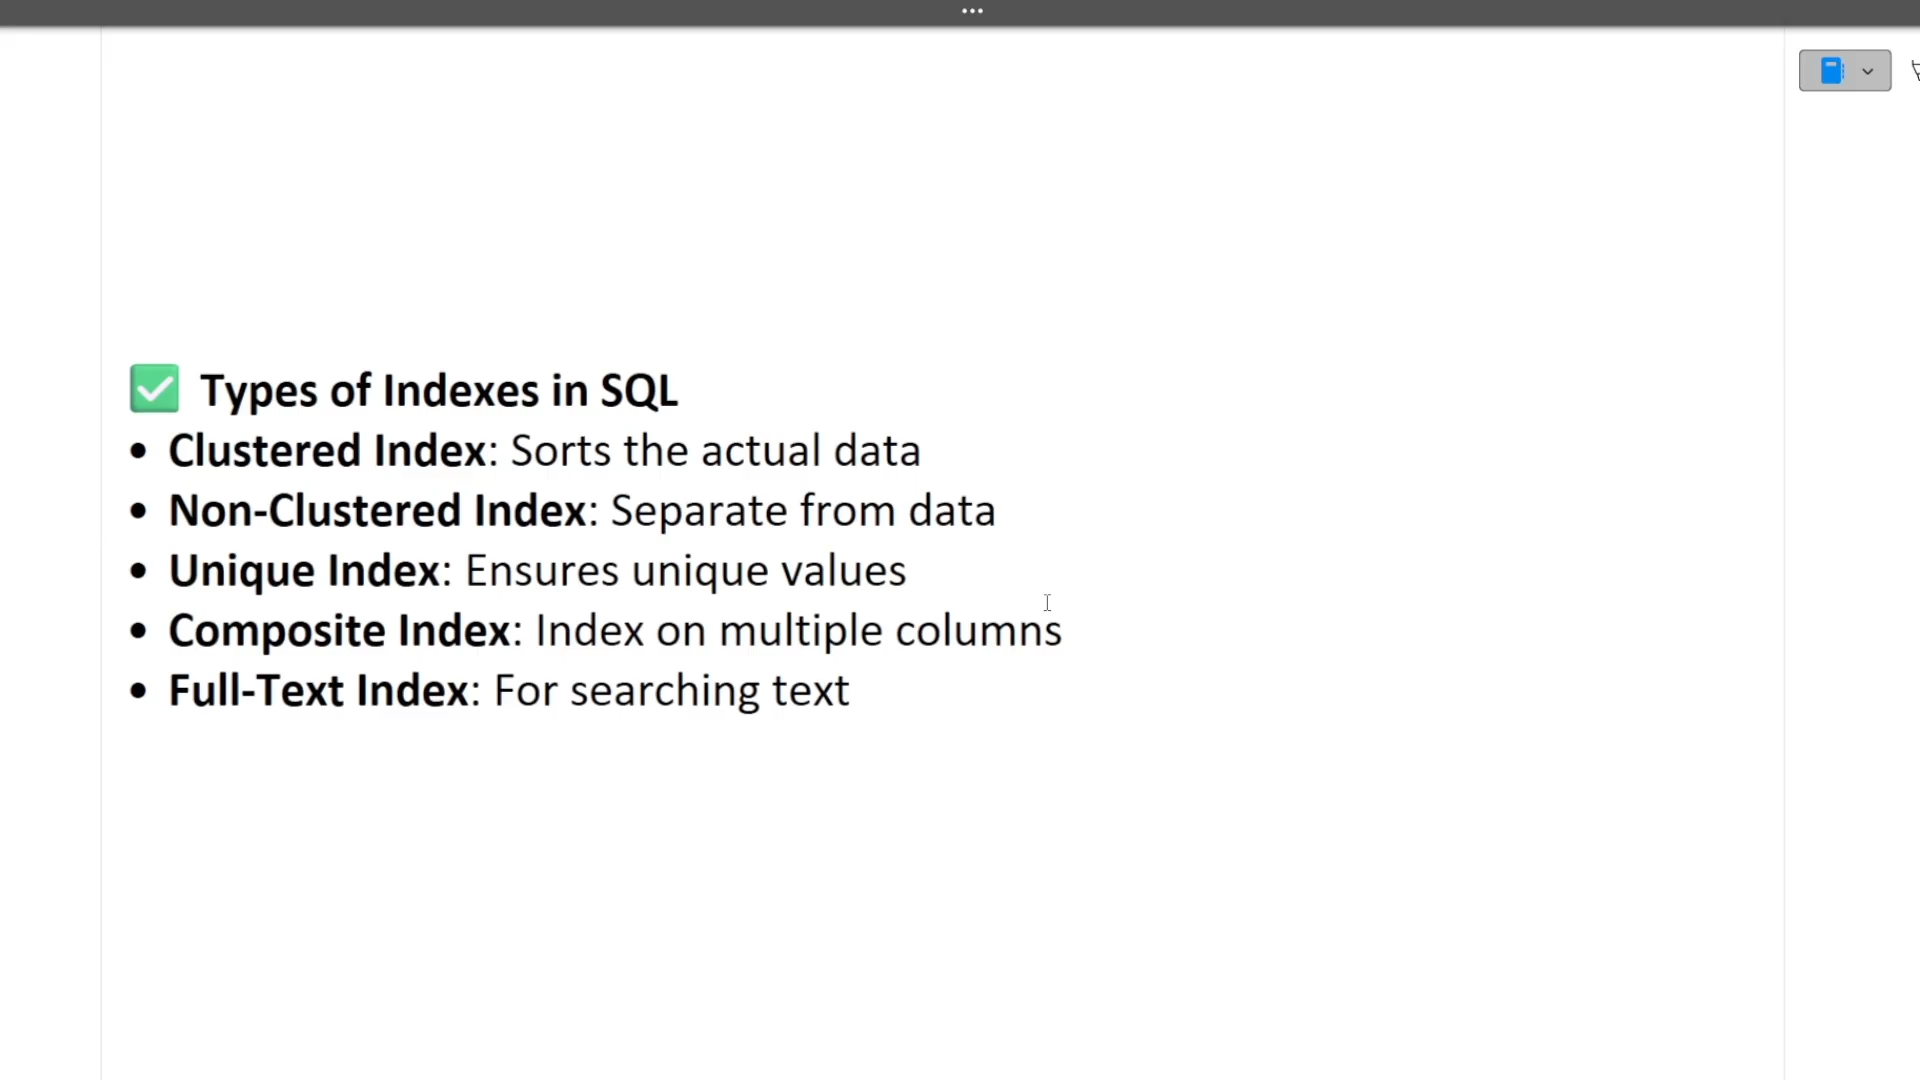 ✅ Types of Indexes in SQL
• Clustered Index: Sorts the actual data
• Non-Clustered Index: Separate from data
• Unique Index: Ensures unique values
• Composite Index: Index on multiple columns
• Full-Text Index: For searching text